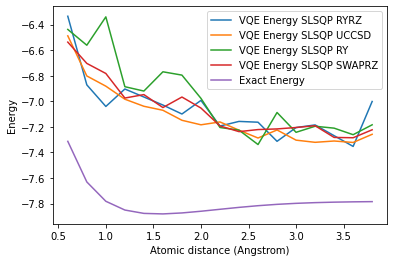 VQE Energy SLSQP RYRZ
VQE Energy SLSQP UCCSD
VQE Energy SLSQP RY
VQE Energy SLSQP SWAPRZ
Exact Energy
Energy
−6.4
−6.6
−6.8
−7.0
−7.2
−7.4
−7.6
−7.8
0.5 1.0 1.5 2.0 2.5 3.0 3.5
Atomic distance (Angstrom)